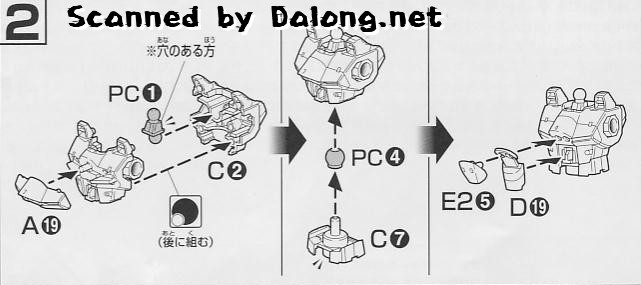 2
Scanned by Dalong.net
あな ほう
※穴のある方
PC❶
C❷
A⓳
あと く
(後に組む)
PC❹
C❼
E2❺
D⓳